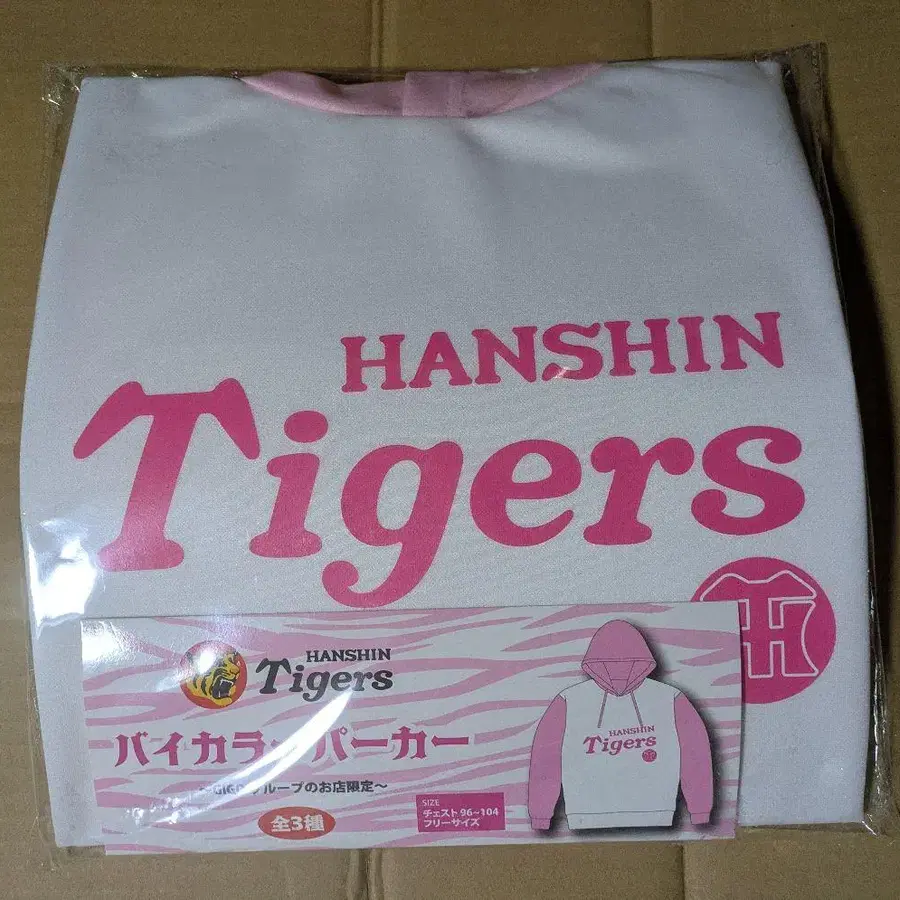 HANSHIN
Tigers
HANSHIN
Tigers
バイカラーパーカー
〜GiGOグループのお店限定〜
全3種
SIZE
チェスト96~104
フリーサイズ
HANSHIN
Tigers